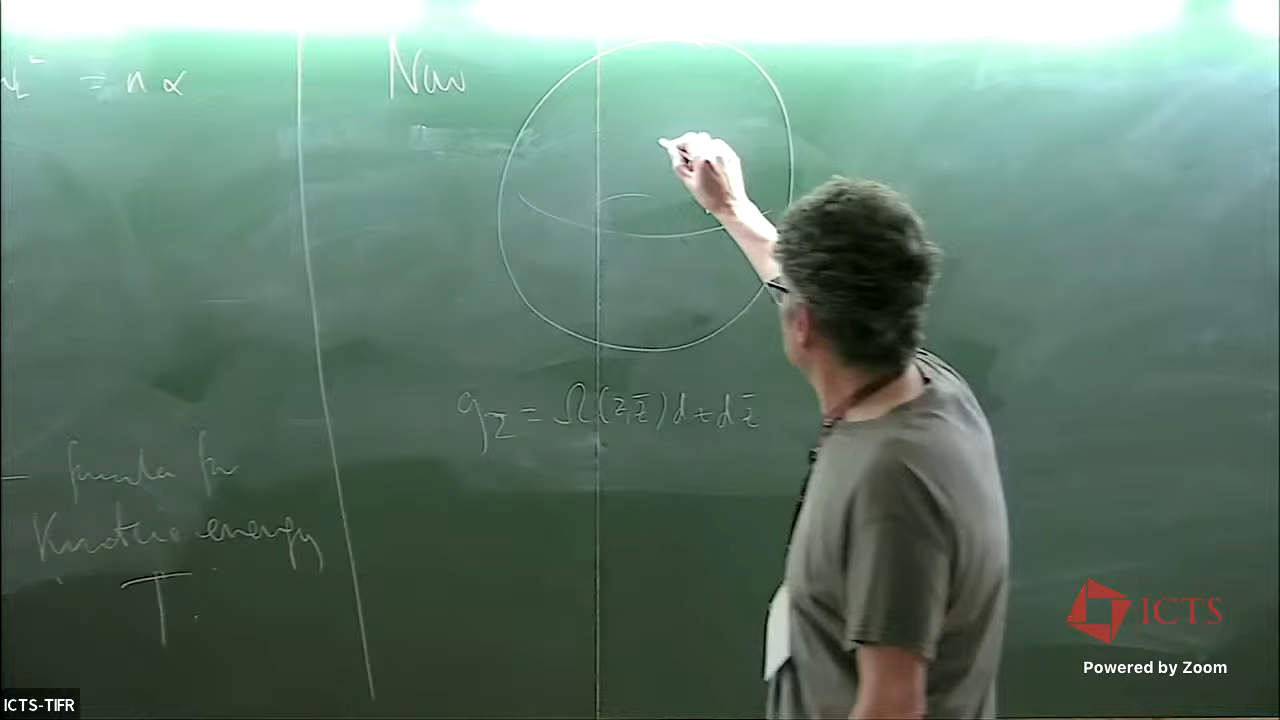 = n α
Now
g_Σ = Ω(z, z̄) dz dz̄
— formula for
Kinetic energy
T
ICTS
Powered by Zoom
ICTS-TIFR